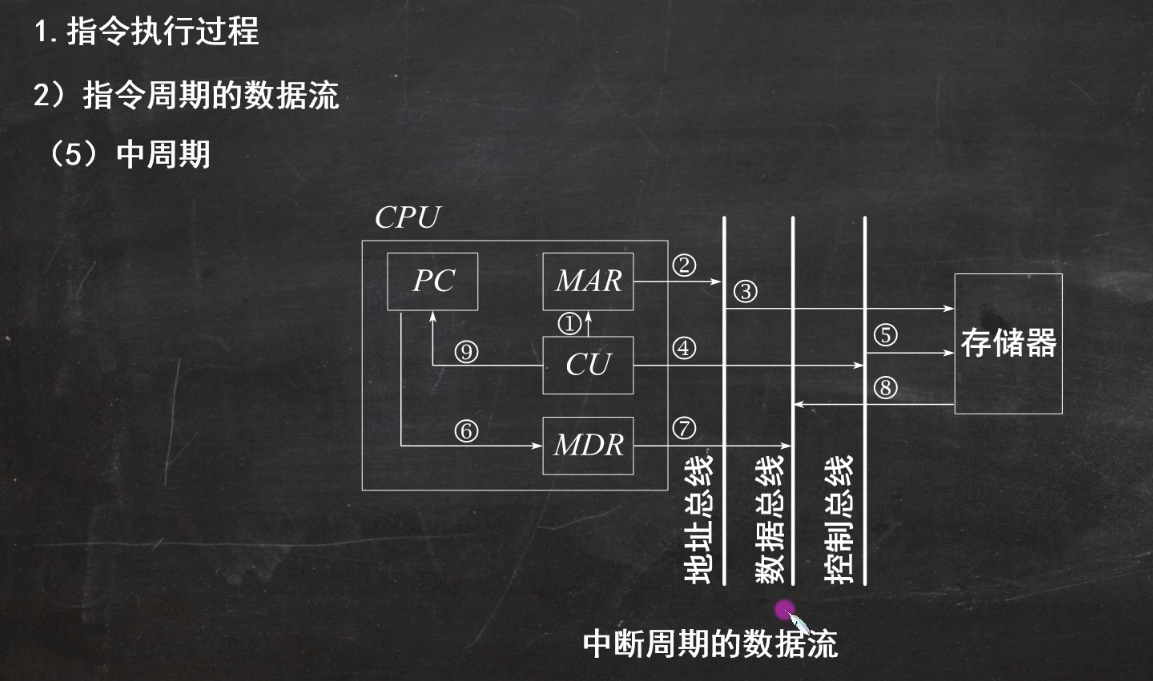 1.指令执行过程
2）指令周期的数据流
（5）中周期
CPU
PC
MAR
②
③
①
⑨
CU
④
⑤
存储器
⑧
⑥
MDR
⑦
地址总线
数据总线
控制总线
中断周期的数据流